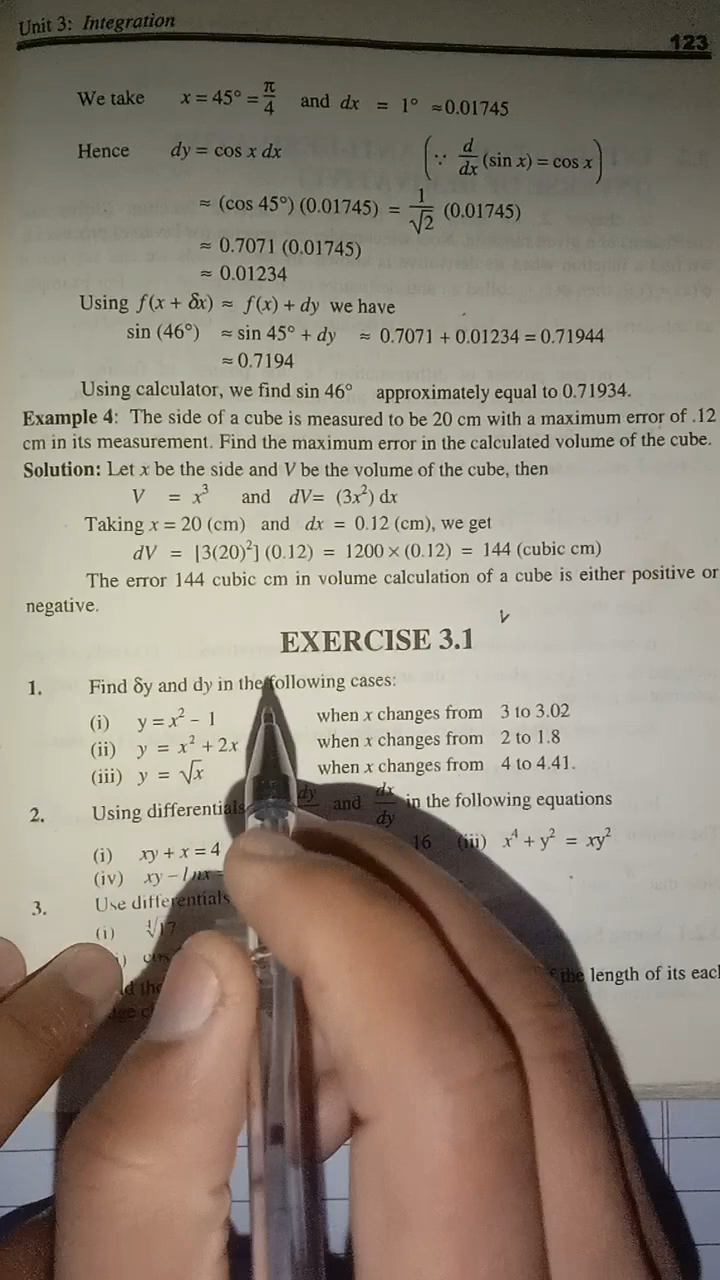 Unit 3: Integration
123
We take x = 45° = π/4 and dx = 1° ≈0.01745
Hence dy = cos x dx (∵ d/dx (sin x) = cos x)
≈ (cos 45°) (0.01745) = 1/√2 (0.01745)
≈ 0.7071 (0.01745)
≈ 0.01234
Using f(x + δx) ≈ f(x) + dy we have
sin (46°) ≈ sin 45° + dy ≈ 0.7071 + 0.01234 = 0.71944
≈ 0.7194
Using calculator, we find sin 46° approximately equal to 0.71934.
Example 4: The side of a cube is measured to be 20 cm with a maximum error of .12
cm in its measurement. Find the maximum error in the calculated volume of the cube.
Solution: Let x be the side and V be the volume of the cube, then
V = x³ and dV= (3x²) dx
Taking x = 20 (cm) and dx = 0.12 (cm), we get
dV = [3(20)²] (0.12) = 1200 × (0.12) = 144 (cubic cm)
The error 144 cubic cm in volume calculation of a cube is either positive or
negative.
EXERCISE 3.1
1. Find δy and dy in the following cases:
(i) y = x² – 1 when x changes from 3 to 3.02
(ii) y = x² + 2x when x changes from 2 to 1.8
(iii) y = √x when x changes from 4 to 4.41.
2. Using differentials dy and dx/dy in the following equations
(i) xy + x = 4 16 (iii) x⁴ + y² = xy²
(iv) xy – lnx
3. Use differentials
(i) ∜17
the length of its each